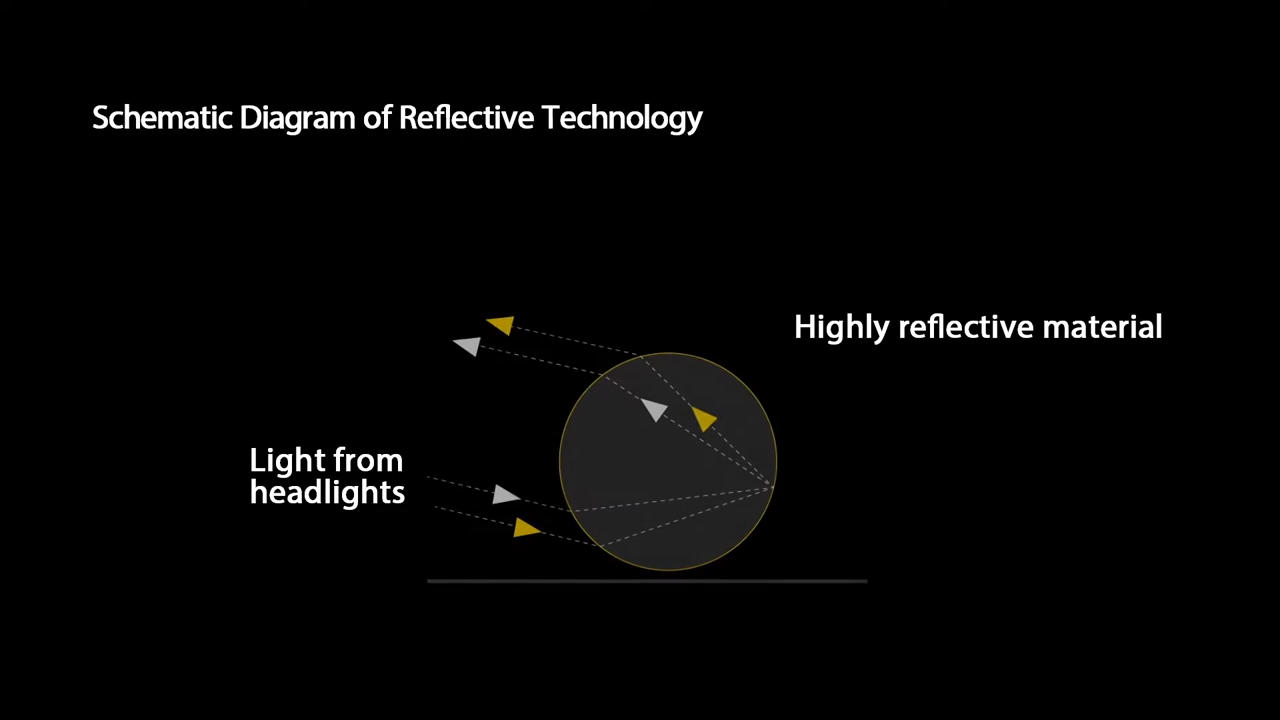 Schematic Diagram of Reflective Technology
Highly reflective material
Light from
headlights